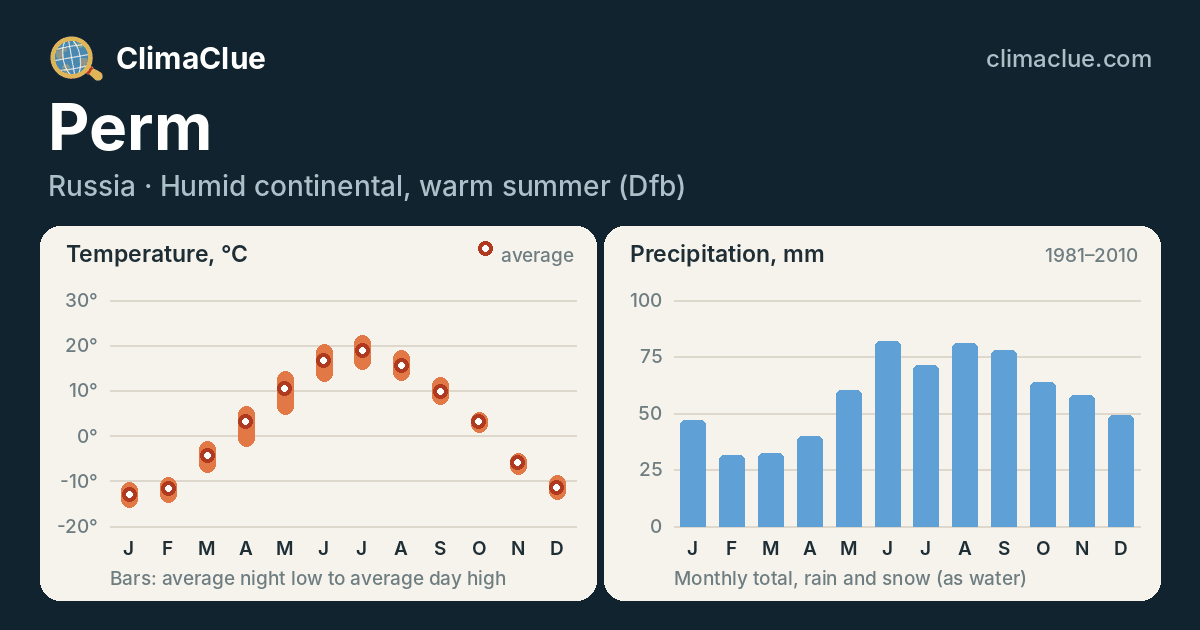 ClimaClue
climaclue.com
Perm
Russia · Humid continental, warm summer (Dfb)
Temperature, °C
average
30°
20°
10°
0°
-10°
-20°
J F M A M J J A S O N D
Bars: average night low to average day high
Precipitation, mm
1981–2010
100
75
50
25
0
J F M A M J J A S O N D
Monthly total, rain and snow (as water)